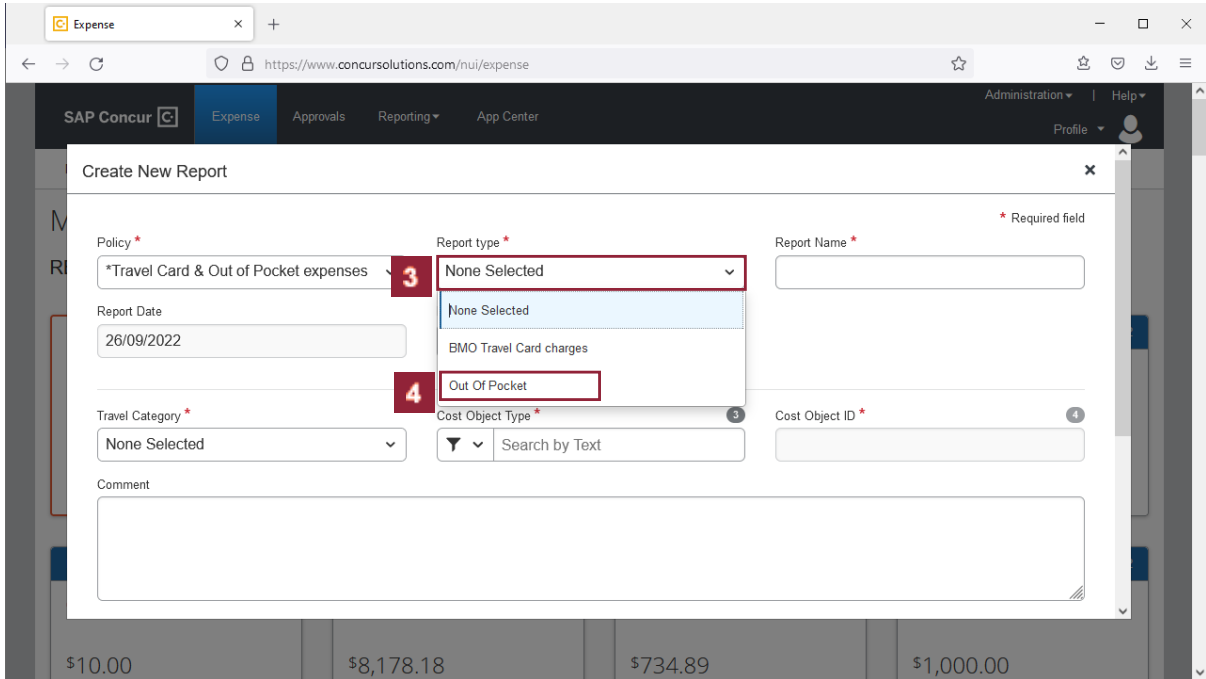 Expense
https://www.concursolutions.com/nui/expense
Administration | Help
SAP Concur C Expense Approvals Reporting App Center
Profile
Create New Report
* Required field
Policy * Report type * Report Name *
*Travel Card & Out of Pocket expenses 3 None Selected
Report Date None Selected
26/09/2022
BMO Travel Card charges
4 Out Of Pocket
Travel Category * Cost Object Type * 3 Cost Object ID * 4
None Selected Search by Text
Comment
$10.00 $8,178.18 $734.89 $1,000.00